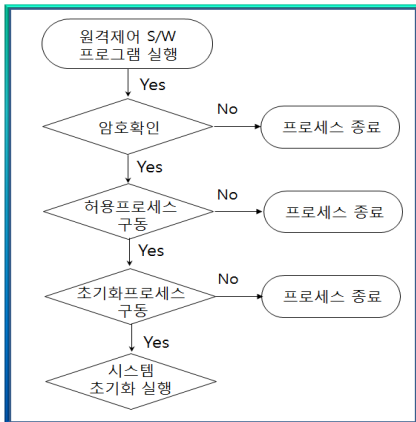 원격제어 S/W
프로그램 실행
Yes
No
암호확인
프로세스 종료
Yes
No
허용프로세스
구동
프로세스 종료
Yes
No
초기화프로세스
구동
프로세스 종료
Yes
시스템
초기화 실행